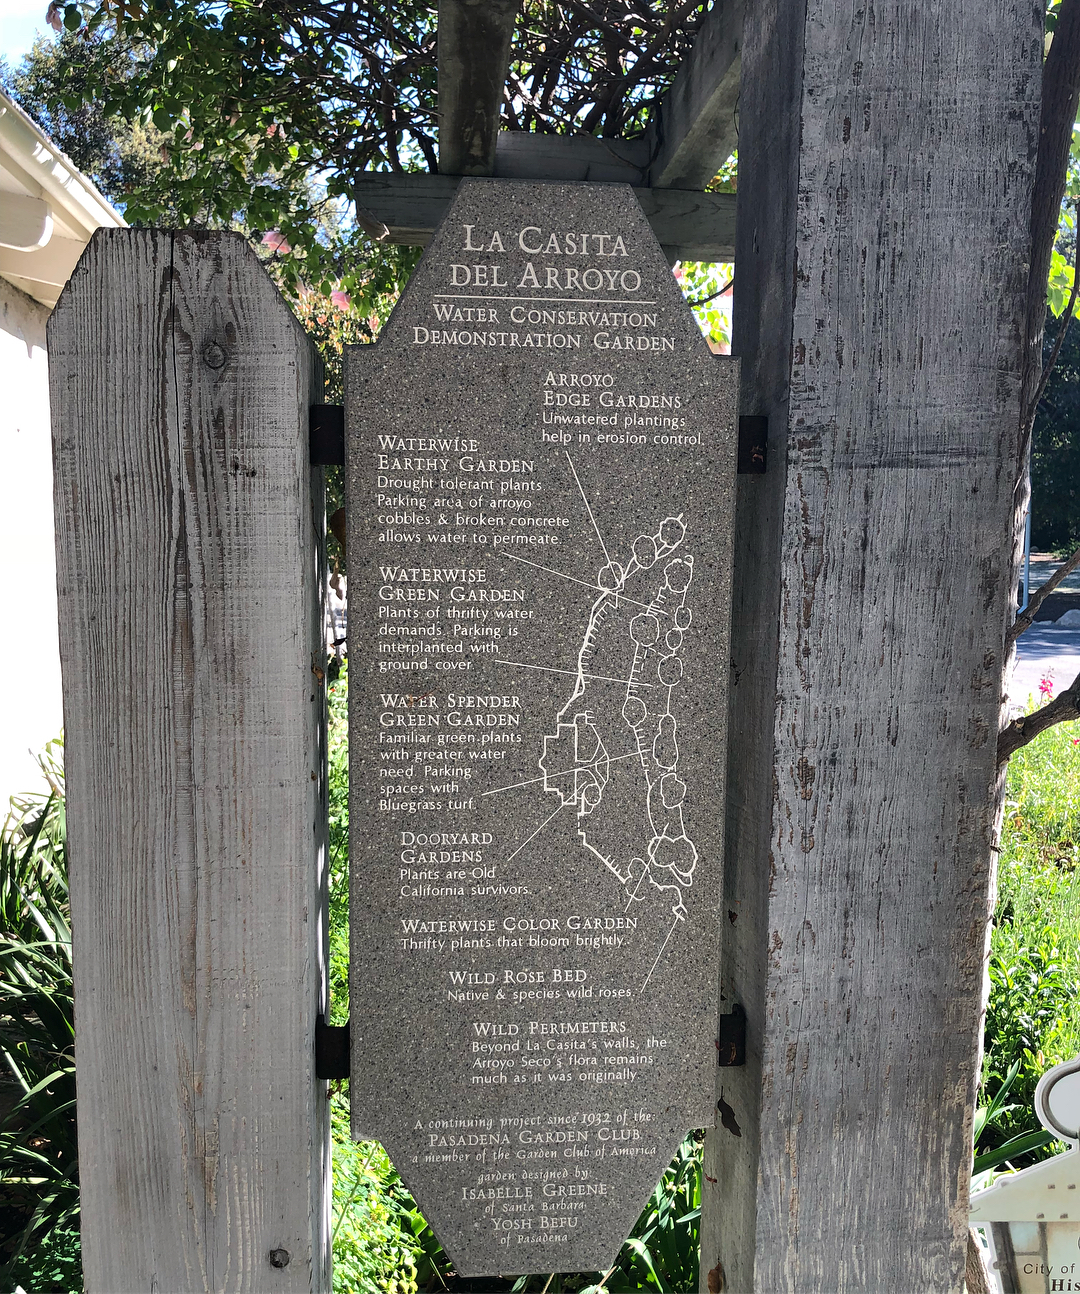 LA CASITA
DEL ARROYO
WATER CONSERVATION
DEMONSTRATION GARDEN
ARROYO
EDGE GARDENS
Unwatered plantings
help in erosion control.
WATERWISE
EARTHY GARDEN
Drought tolerant plants.
Parking area of arroyo
cobbles & broken concrete
allows water to permeate.
WATERWISE
GREEN GARDEN
Plants of thrifty water
demands. Parking is
interplanted with
ground cover.
WATER SPENDER
GREEN GARDEN
Familiar green plants
with greater water
need. Parking
spaces with
Bluegrass turf.
DOORYARD
GARDENS
Plants are Old
California survivors.
WATERWISE COLOR GARDEN
Thrifty plants that bloom brightly.
WILD ROSE BED
Native & species wild roses.
WILD PERIMETERS
Beyond La Casita's walls, the
Arroyo Seco's flora remains
much as it was originally.
A continuing project since 1932 of the:
PASADENA GARDEN CLUB
a member of the Garden Club of America
garden designed by
ISABELLE GREENE
of Santa Barbara
YOSH BEFU
of Pasadena
City of
His